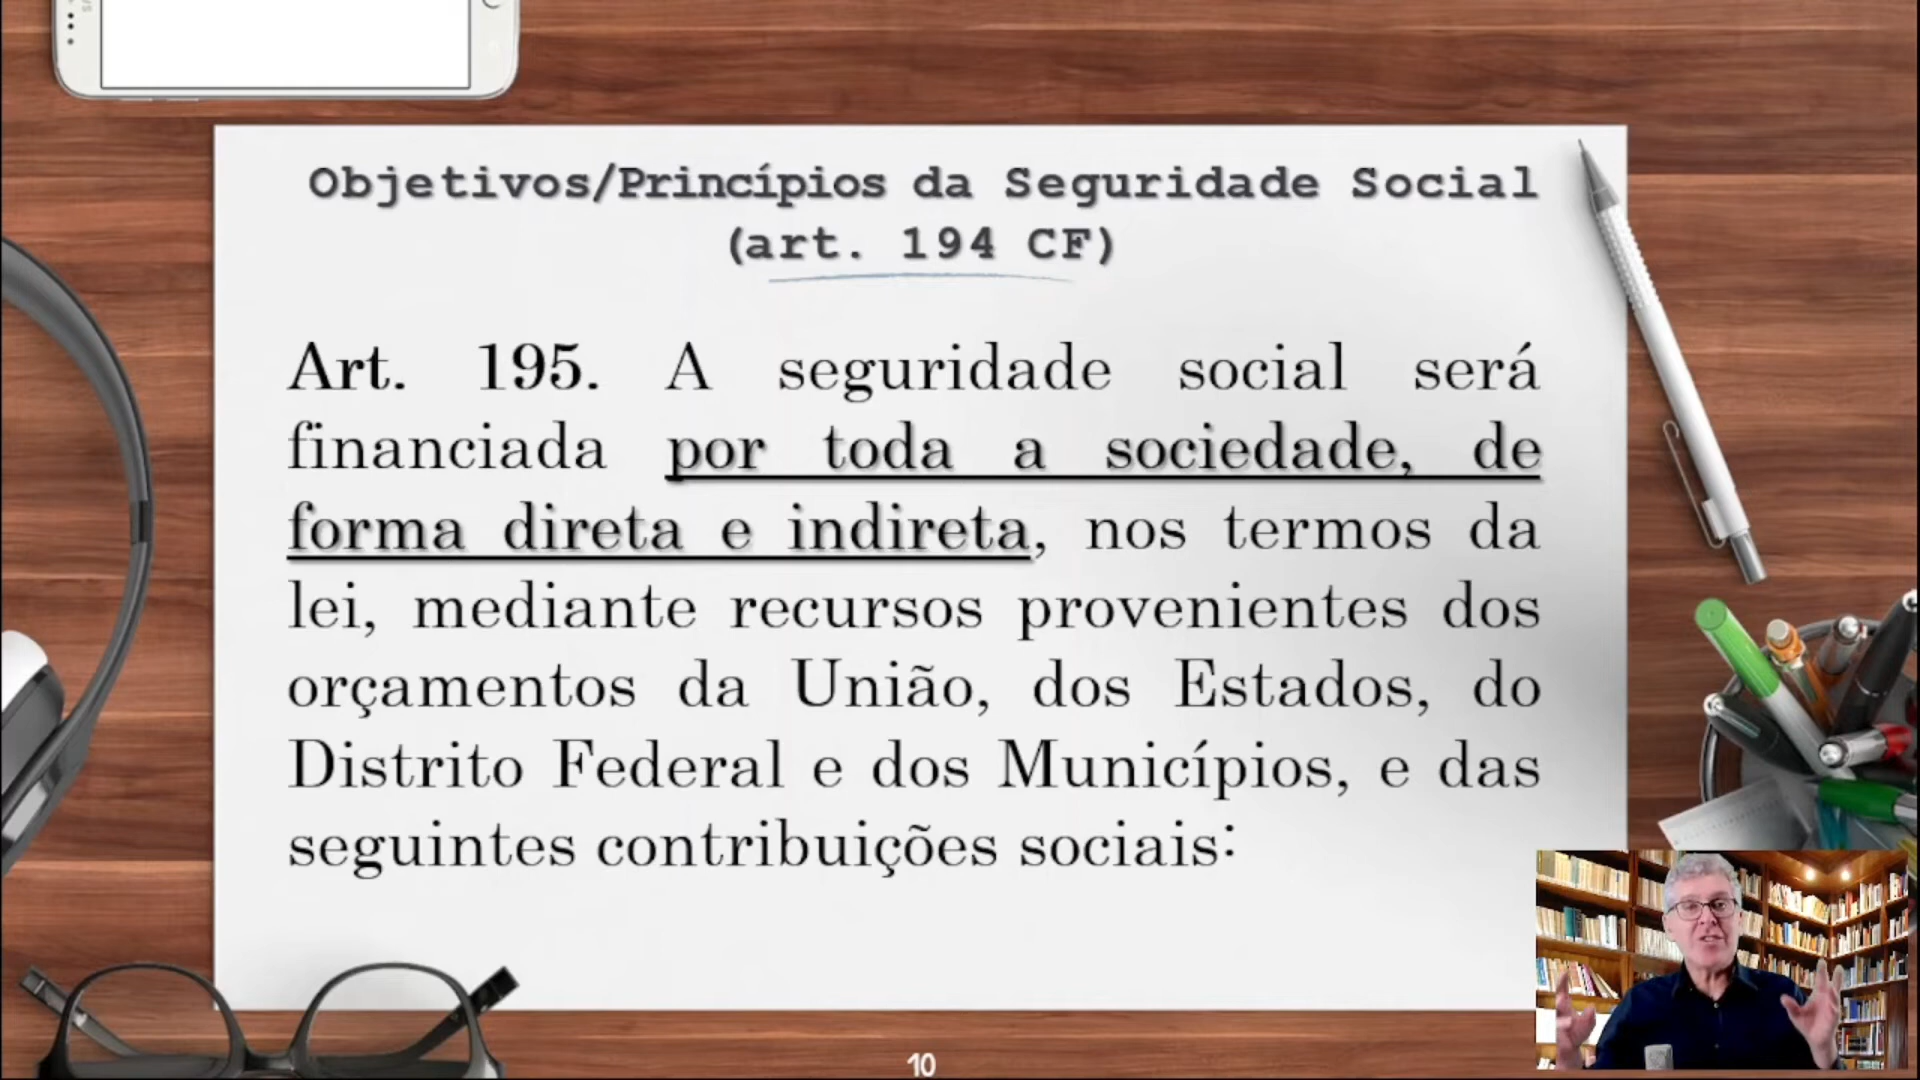 Objetivos/Princípios da Seguridade Social
(art. 194 CF)
Art. 195. A seguridade social será
financiada por toda a sociedade, de
forma direta e indireta, nos termos da
lei, mediante recursos provenientes dos
orçamentos da União, dos Estados, do
Distrito Federal e dos Municípios, e das
seguintes contribuições sociais:
10